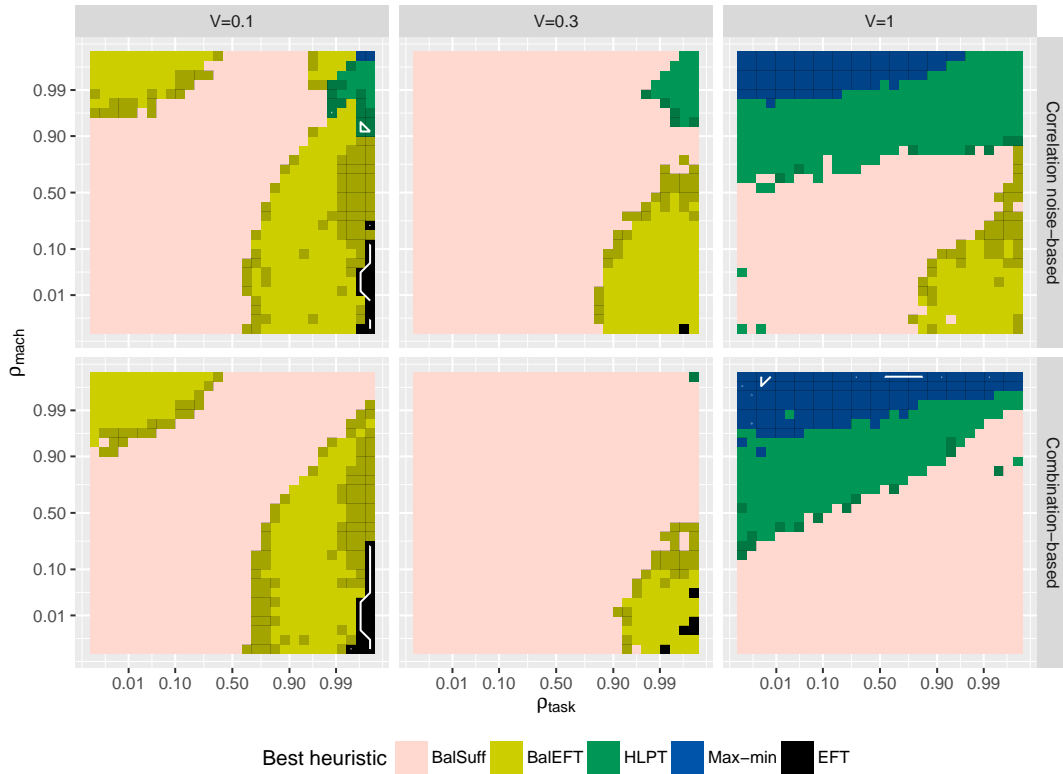 V=0.1 V=0.3 V=1
0.99
0.90
0.50
0.10
0.01
Correlation noise−based
ρmach
0.99
0.90
0.50
0.10
0.01
Combination−based
0.01 0.10 0.50 0.90 0.99 0.01 0.10 0.50 0.90 0.99 0.01 0.10 0.50 0.90 0.99
ρtask
Best heuristic BalSuff BalEFT HLPT Max−min EFT